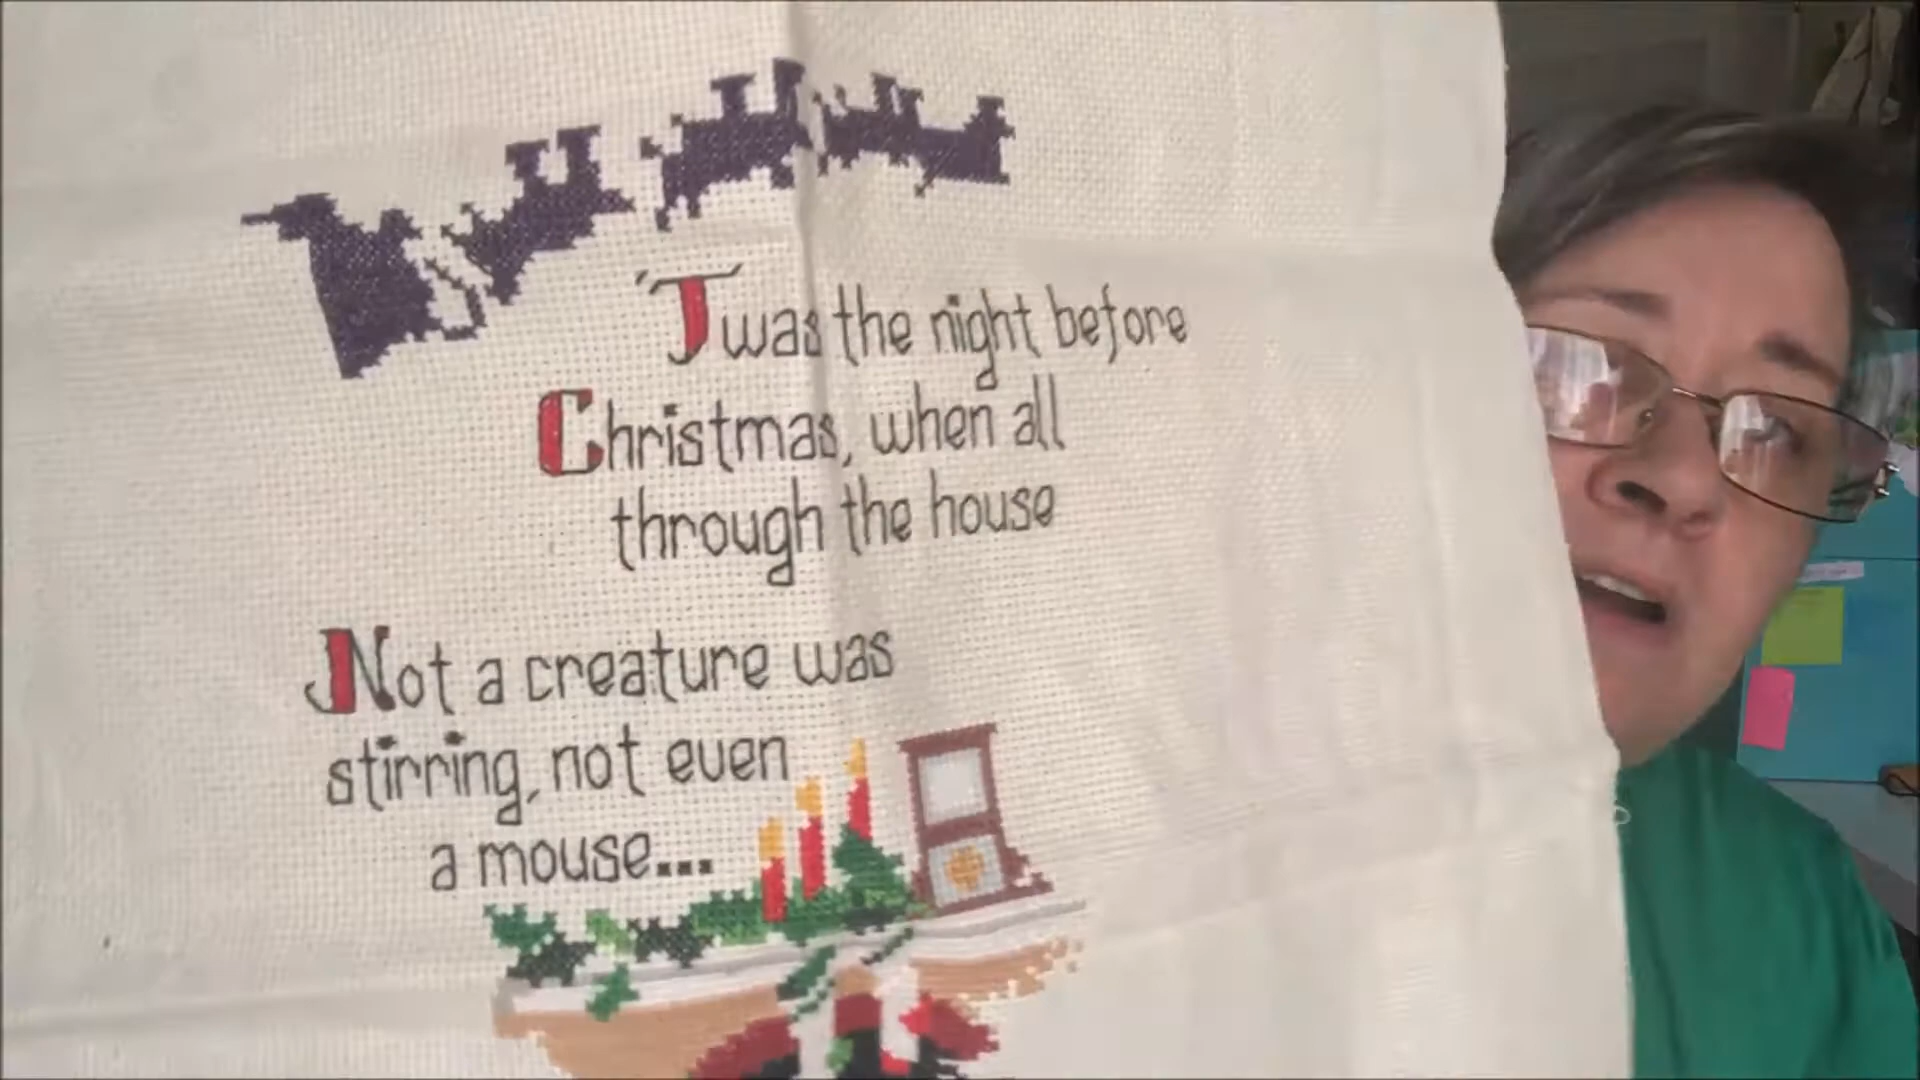 'Twas the night before
Christmas, when all
through the house
Not a creature was
stirring, not even
a mouse...